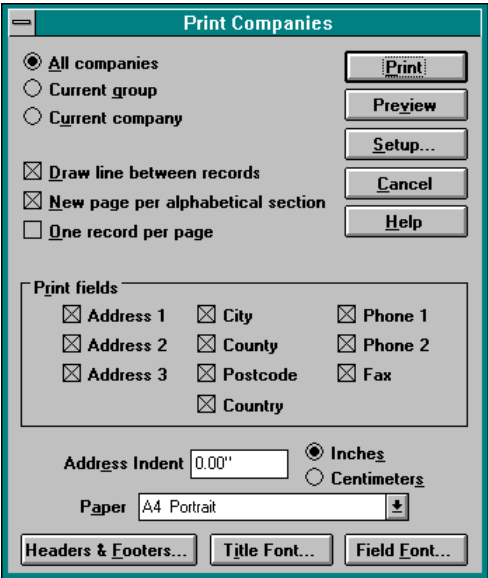 Print Companies
All companies
Current group
Current company
Print
Preview
Setup...
Cancel
Help
Draw line between records
New page per alphabetical section
One record per page
Print fields
Address 1 City Phone 1
Address 2 County Phone 2
Address 3 Postcode Fax
Country
Address Indent 0.00" Inches
Centimeters
Paper A4 Portrait
Headers & Footers... Title Font... Field Font...